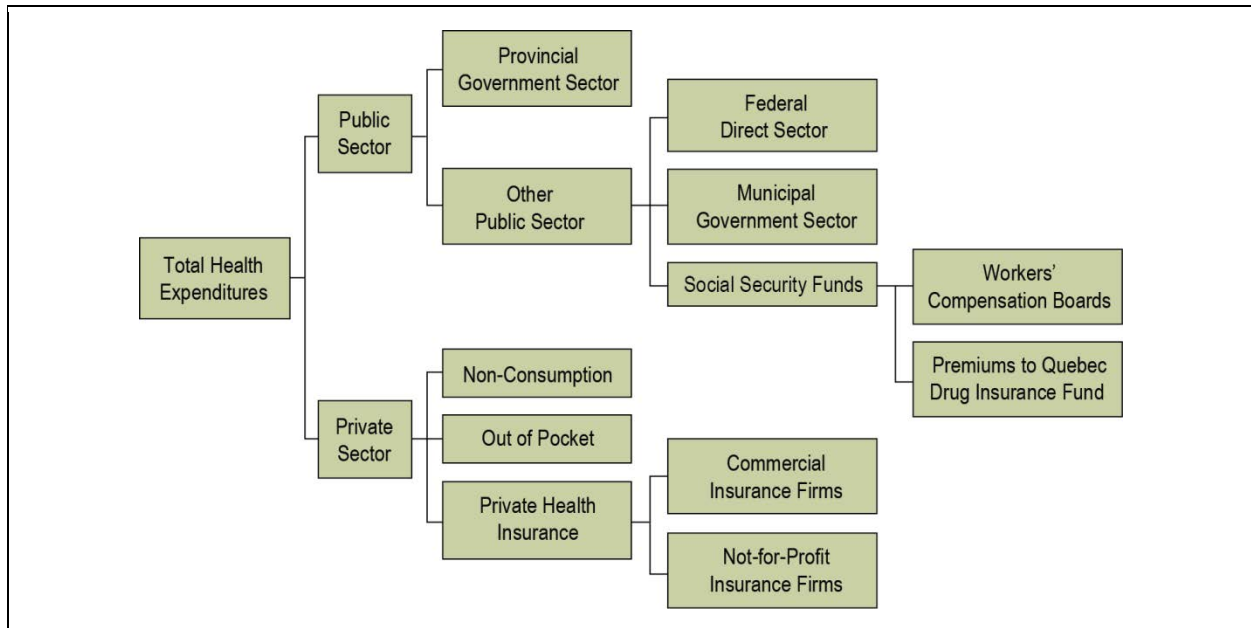 Total Health
Expenditures
Public
Sector
Provincial
Government Sector
Other
Public Sector
Federal
Direct Sector
Municipal
Government Sector
Social Security Funds
Workers’
Compensation Boards
Premiums to Quebec
Drug Insurance Fund
Private
Sector
Non-Consumption
Out of Pocket
Private Health
Insurance
Commercial
Insurance Firms
Not-for-Profit
Insurance Firms